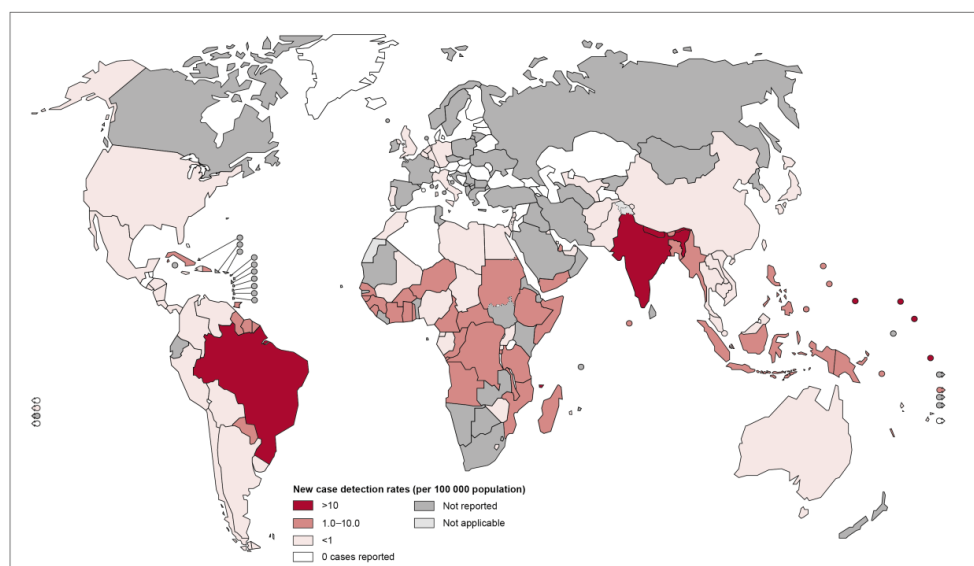 New case detection rates (per 100 000 population)
>10
1.0–10.0
<1
0 cases reported
Not reported
Not applicable